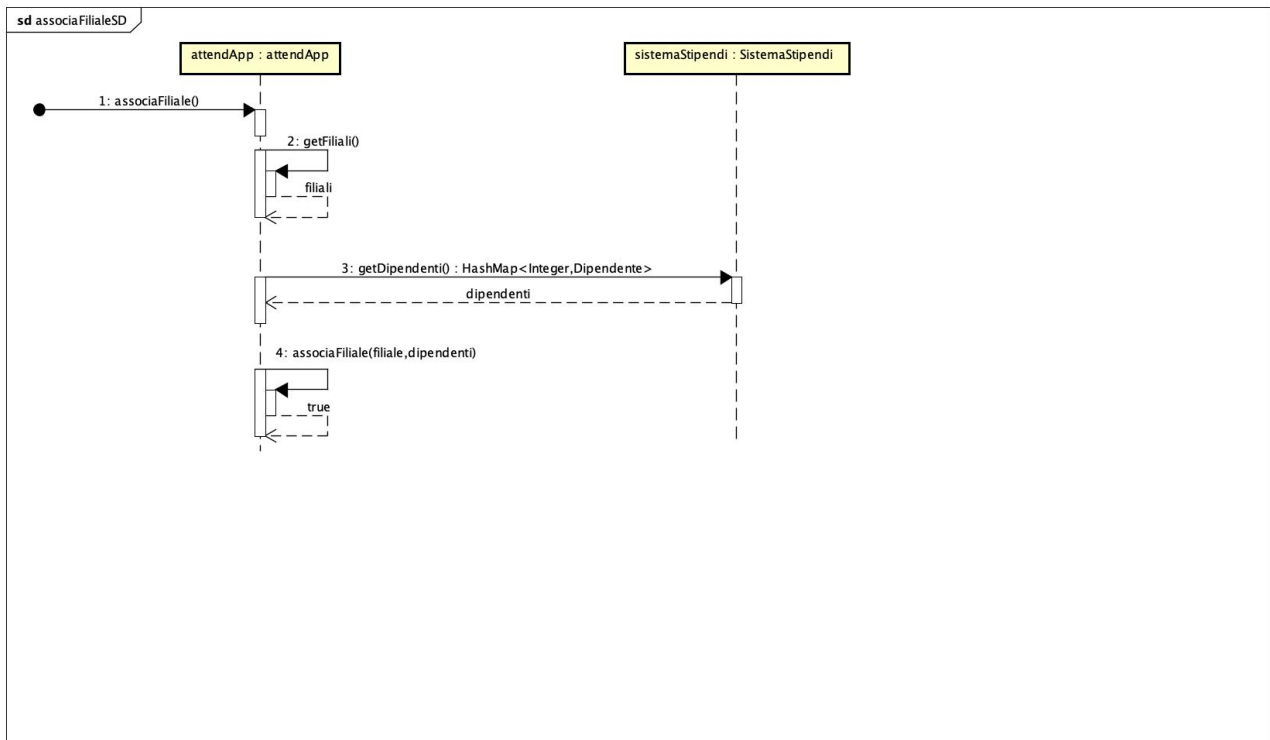 sd associaFilialeSD
attendApp : attendApp
sistemaStipendi : SistemaStipendi
1: associaFiliale()
2: getFiliali()
filiali
3: getDipendenti() : HashMap<Integer,Dipendente>
dipendenti
4: associaFiliale(filiale,dipendenti)
true